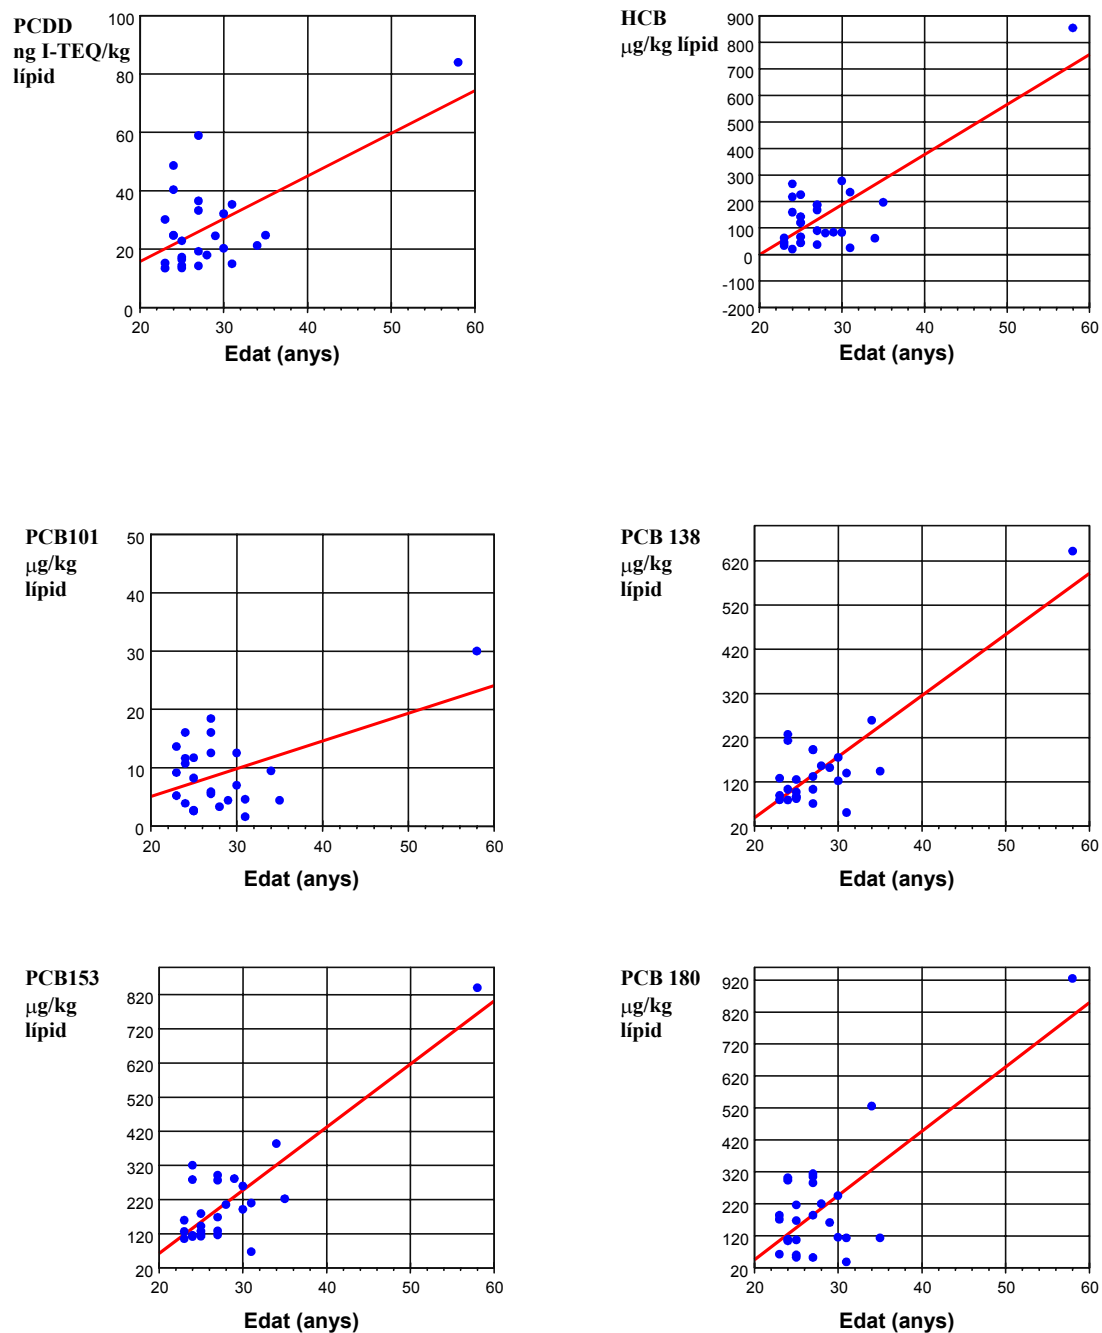 PCDD
ng I-TEQ/kg
lípid
100
80
60
40
20
0
20 30 40 50 60
Edat (anys)
HCB
μg/kg lípid
900
800
700
600
500
400
300
200
100
0
-100
-200
20 30 40 50 60
Edat (anys)
PCB101
μg/kg
lípid
50
40
30
20
10
0
20 30 40 50 60
Edat (anys)
PCB 138
μg/kg
lípid
620
520
420
320
220
120
20
20 30 40 50 60
Edat (anys)
PCB153
μg/kg
lípid
820
720
620
520
420
320
220
120
20
20 30 40 50 60
Edat (anys)
PCB 180
μg/kg
lípid
920
820
720
620
520
420
320
220
120
20
20 30 40 50 60
Edat (anys)